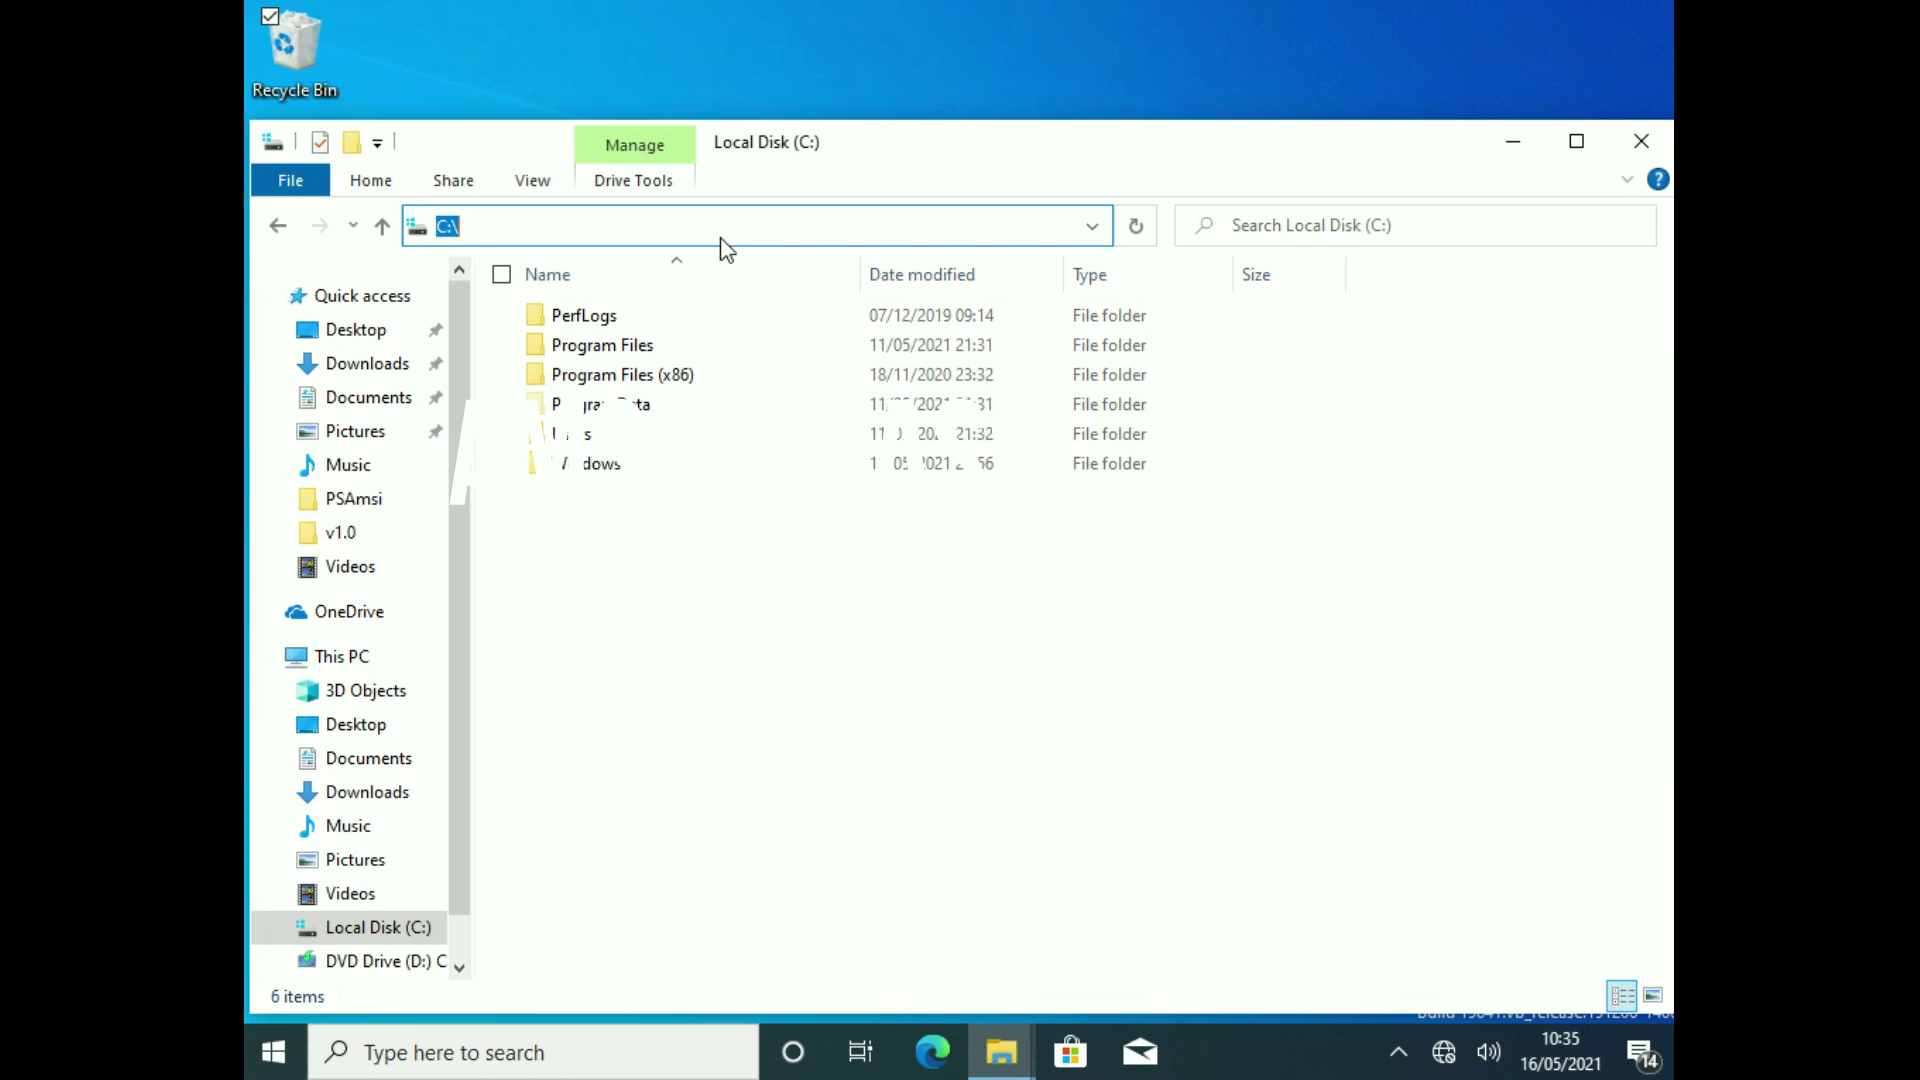 Recycle Bin
Manage
Local Disk (C:)
File
Home
Share
View
Drive Tools
C:\
Search Local Disk (C:)
Name
Date modified
Type
Size
PerfLogs
07/12/2019 09:14
File folder
Program Files
11/05/2021 21:31
File folder
Program Files (x86)
18/11/2020 23:32
File folder
File folder
21:32
File folder
File folder
Quick access
Desktop
Downloads
Documents
Pictures
Music
PSAmsi
v1.0
Videos
OneDrive
This PC
3D Objects
Desktop
Documents
Downloads
Music
Pictures
Videos
Local Disk (C:)
DVD Drive (D:) C
6 items
Type here to search
10:35
16/05/2021
14